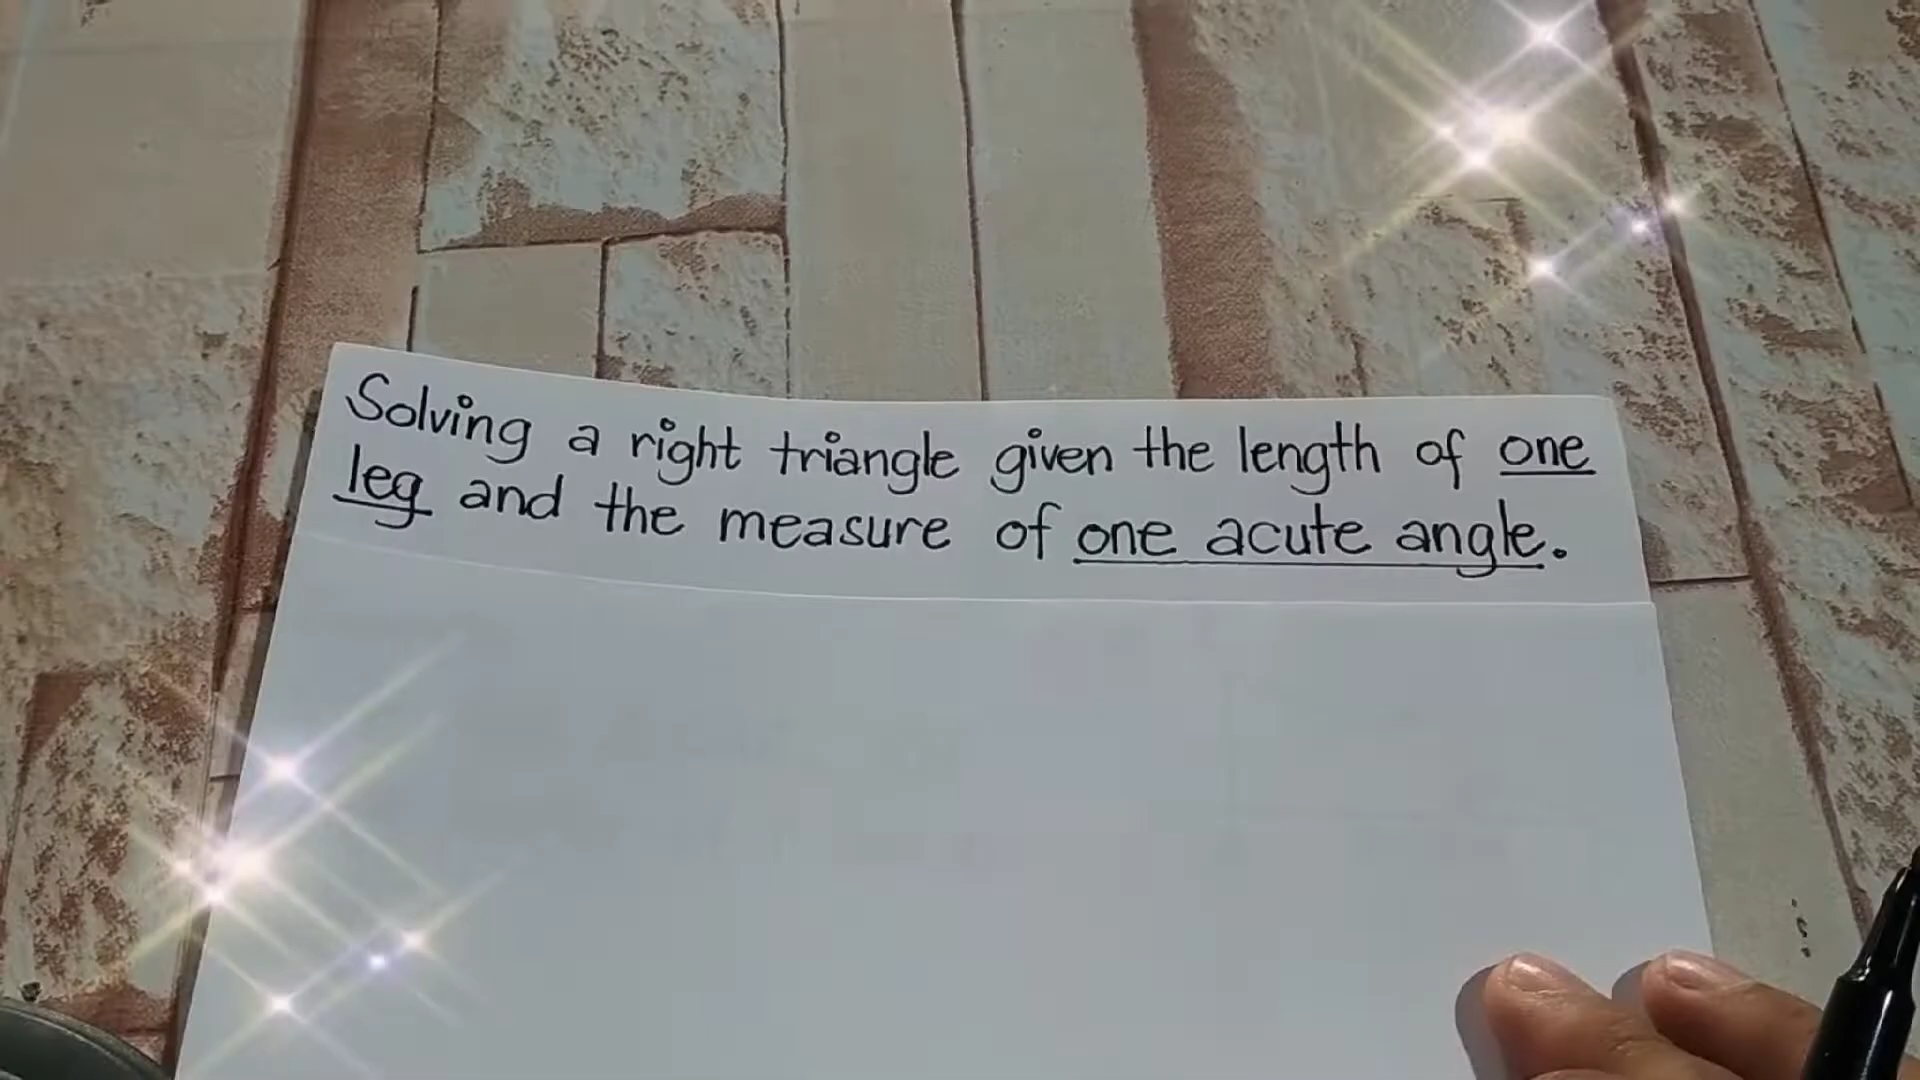 Solving a right triangle given the length of one
leg and the measure of one acute angle.